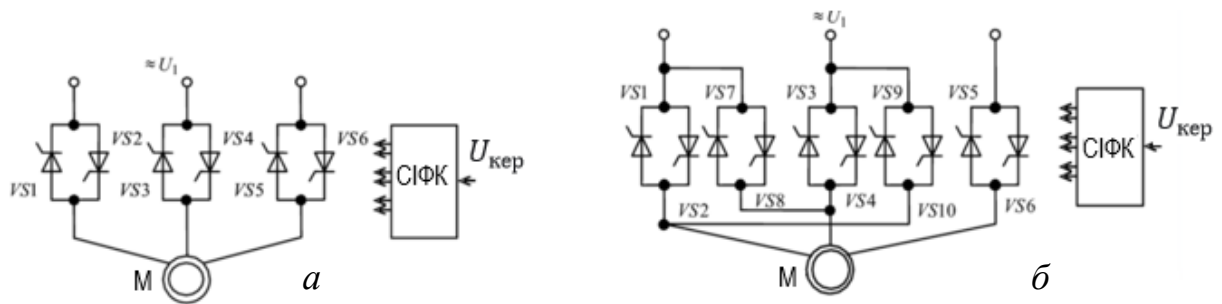 ≈U₁
VS1
VS2
VS3
VS4
VS5
VS6
СІФК
Uкер
М
а
≈U₁
VS1
VS7
VS3
VS9
VS5
VS2
VS8
VS4
VS10
VS6
СІФК
Uкер
М
б